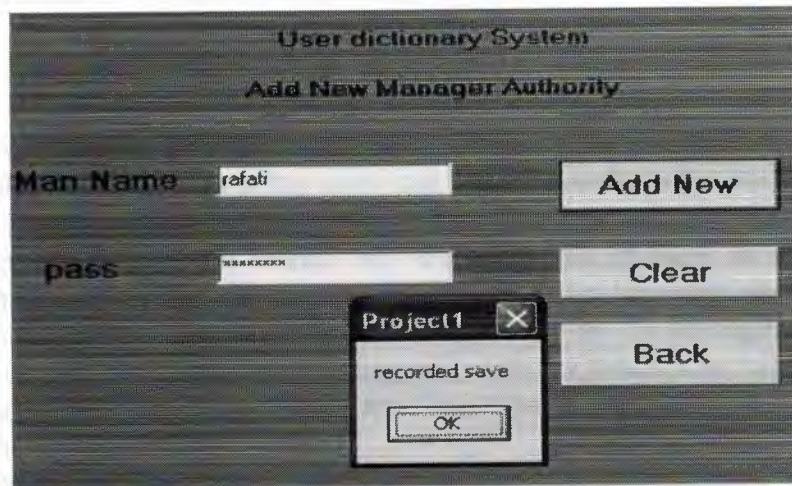 User dictionary System
Add New Manager Authority
Man Name rafati Add New
pass ******** Clear
Project1
recorded save
OK
Back